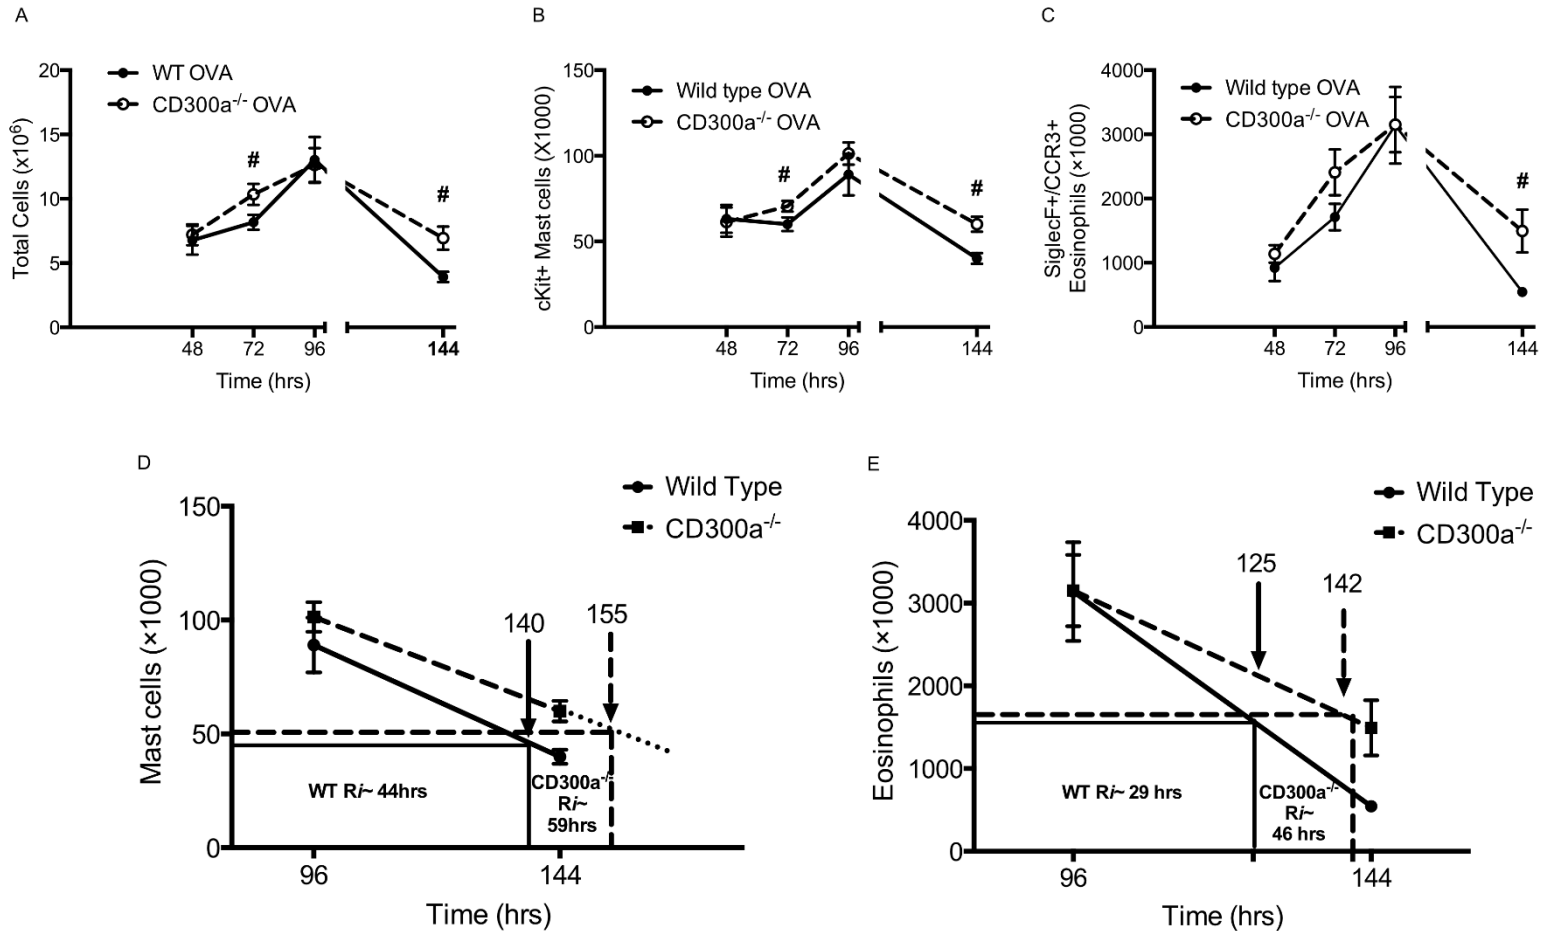 A
WT OVA
CD300a-/- OVA
Total Cells (x10⁶)
20
15
10
5
0
#
#
48
72
96
144
Time (hrs)
B
Wild type OVA
CD300a-/- OVA
cKit+ Mast cells (X1000)
150
100
50
0
#
#
48
72
96
144
Time (hrs)
C
Wild type OVA
CD300a-/- OVA
SiglecF+/CCR3+
Eosinophils (×1000)
4000
3000
2000
1000
0
#
48
72
96
144
Time (hrs)
D
Wild Type
CD300a-/-
Mast cells (×1000)
150
100
50
0
140
155
WT Ri~ 44hrs
CD300a-/-
Ri~
59hrs
96
144
Time (hrs)
E
Wild Type
CD300a-/-
Eosinophils (×1000)
4000
3000
2000
1000
0
125
142
WT Ri~ 29 hrs
CD300a-/-
Ri~
46 hrs
96
144
Time (hrs)